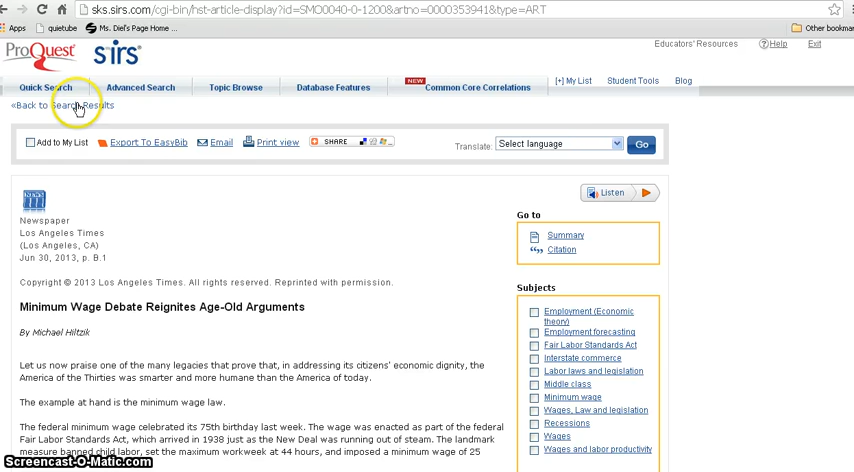 sks.sirs.com/cgi-bin/hst-article-display?id=SMO0040-0-1200&artno=0000353941&type=ART
Apps quietube Ms. Diel's Page Home ... Other bookmar
ProQuest sirs
Educators' Resources Help Exit
Quick Search Advanced Search Topic Browse Database Features NEW Common Core Correlations [+] My List Student Tools Blog
«Back to Search Results
Add to My List Export To EasyBib Email Print view SHARE Translate: Select language Go
Listen
Newspaper
Los Angeles Times
(Los Angeles, CA)
Jun 30, 2013, p. B.1
Copyright © 2013 Los Angeles Times. All rights reserved. Reprinted with permission.
Minimum Wage Debate Reignites Age-Old Arguments
By Michael Hiltzik
Let us now praise one of the many legacies that prove that, in addressing its citizens' economic dignity, the
America of the Thirties was smarter and more humane than the America of today.
The example at hand is the minimum wage law.
The federal minimum wage celebrated its 75th birthday last week. The wage was enacted as part of the federal
Fair Labor Standards Act, which arrived in 1938 just as the New Deal was running out of steam. The landmark
measure banned child labor, set the maximum workweek at 44 hours, and imposed a minimum wage of 25
Go to
Summary
Citation
Subjects
Employment (Economic
theory)
Employment forecasting
Fair Labor Standards Act
Interstate commerce
Labor laws and legislation
Middle class
Minimum wage
Wages, Law and legislation
Recessions
Wages
Wages and labor productivity
Screencast-O-Matic.com